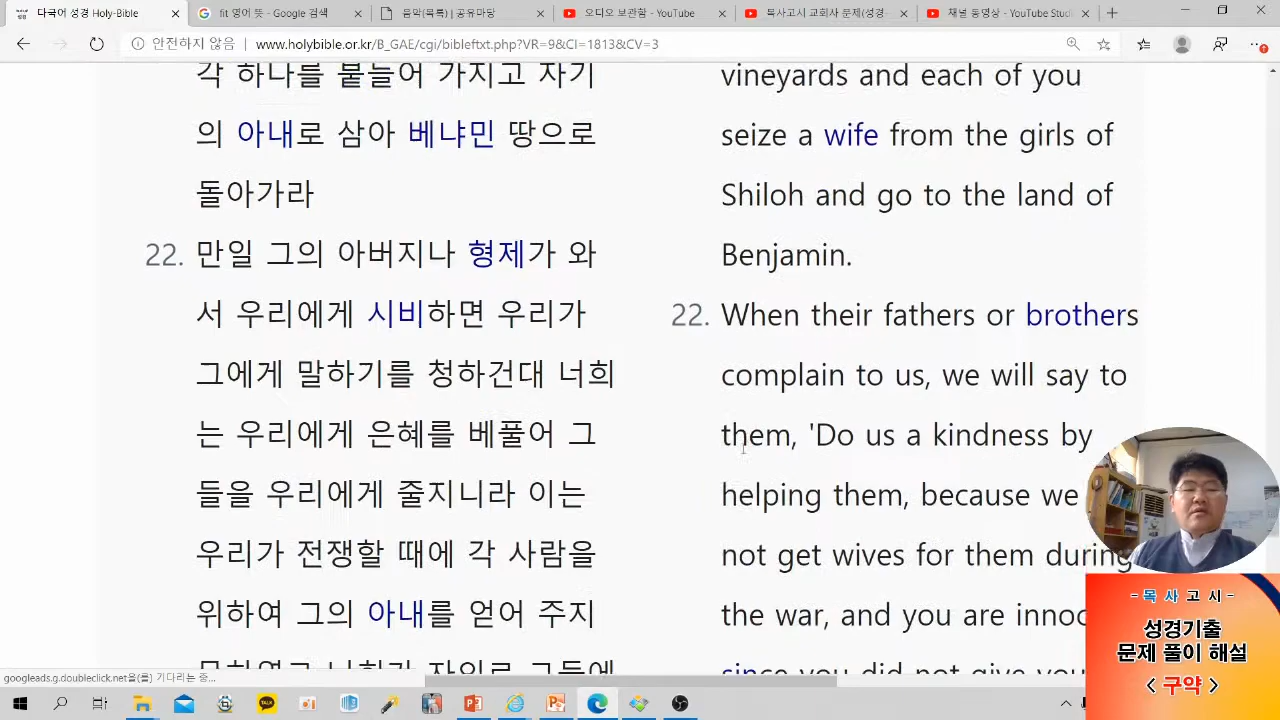 다국어 성경 Holy-Bible
fit 영어 뜻 - Google 검색
음악(목록) | 공유마당
오디오 보관함 - YouTube
목사고시 교회사 문제(성경-
채널 동영상 - YouTube Stud
안전하지 않음
www.holybible.or.kr/B_GAE/cgi/bibleftxt.php?VR=9&CI=1813&CV=3
각 하나를 붙들어 가지고 자기
의 아내로 삼아 베냐민 땅으로
돌아가라
22. 만일 그의 아버지나 형제가 와
서 우리에게 시비하면 우리가
그에게 말하기를 청하건대 너희
는 우리에게 은혜를 베풀어 그
들을 우리에게 줄지니라 이는
우리가 전쟁할 때에 각 사람을
위하여 그의 아내를 얻어 주지
vineyards and each of you
seize a wife from the girls of
Shiloh and go to the land of
Benjamin.
22. When their fathers or brothers
complain to us, we will say to
them, 'Do us a kindness by
helping them, because we
not get wives for them during
the war, and you are innoc
since you did not give you
-목사고시-
성경기출
문제 풀이 해설
<구약>
googleads.g.doubleclick.net을(를) 기다리는 중...
TALK